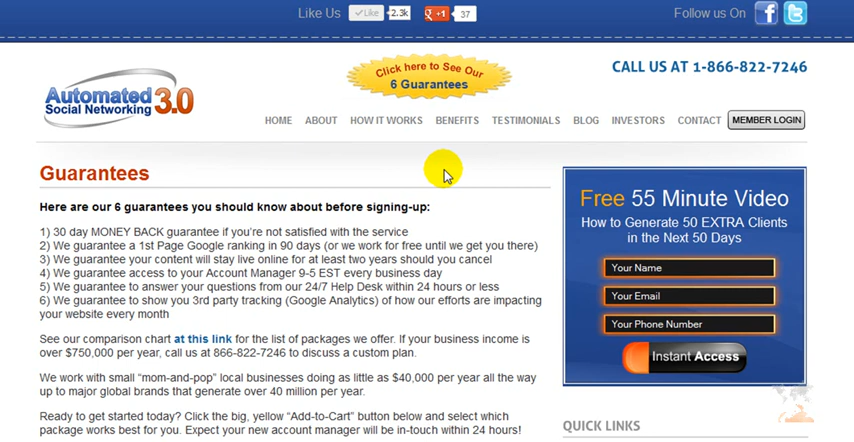 Like Us Like 2.3k +1 37 Follow us On
Click here to See Our
6 Guarantees
CALL US AT 1-866-822-7246
Automated
Social Networking 3.0
HOME ABOUT HOW IT WORKS BENEFITS TESTIMONIALS BLOG INVESTORS CONTACT MEMBER LOGIN
Guarantees
Here are our 6 guarantees you should know about before signing-up:
1) 30 day MONEY BACK guarantee if you're not satisfied with the service
2) We guarantee a 1st Page Google ranking in 90 days (or we work for free until we get you there)
3) We guarantee your content will stay live online for at least two years should you cancel
4) We guarantee access to your Account Manager 9-5 EST every business day
5) We guarantee to answer your questions from our 24/7 Help Desk within 24 hours or less
6) We guarantee to show you 3rd party tracking (Google Analytics) of how our efforts are impacting
your website every month
See our comparison chart at this link for the list of packages we offer. If your business income is
over $750,000 per year, call us at 866-822-7246 to discuss a custom plan.
We work with small “mom-and-pop” local businesses doing as little as $40,000 per year all the way
up to major global brands that generate over 40 million per year.
Ready to get started today? Click the big, yellow “Add-to-Cart” button below and select which
package works best for you. Expect your new account manager will be in-touch within 24 hours!
Free 55 Minute Video
How to Generate 50 EXTRA Clients
in the Next 50 Days
Your Name
Your Email
Your Phone Number
Instant Access
QUICK LINKS